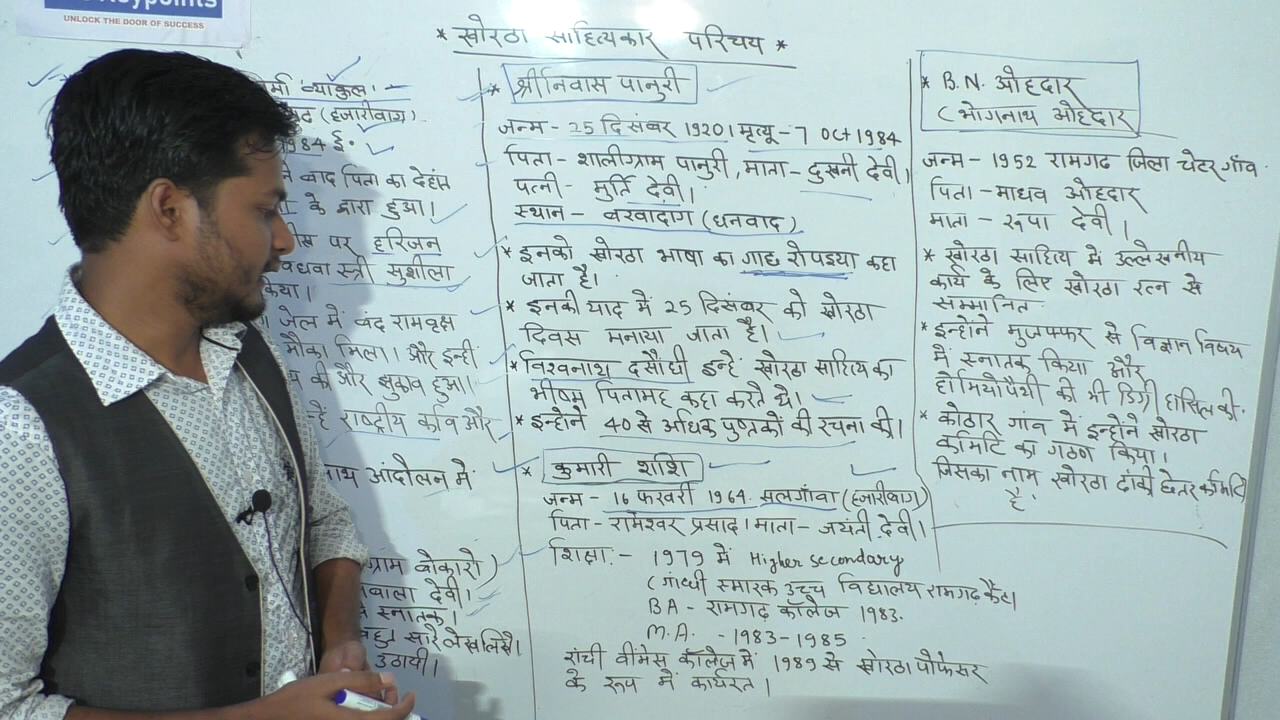 Keypoints
UNLOCK THE DOOR OF SUCCESS
* खोरठा साहित्यकार परिचय *
र्मा व्याकुल। -
(हजारीबाग)
1984 ई॰
ने बाद पिता का देहांत
के द्वारा हुआ।
पर हरिजन
स्त्री सुशीला
किया।
जेल में बंद रामवृक्ष
मौका मिला। और इन्ही
की और झुकाव हुआ।
है राष्ट्रीय कवि और
आंदोलन में
ग्राम बोकारो)
वाला देवी।
स्नातक।
सारे लेख लिखे।
उठायी।
* श्रीनिवास पानुरी
जन्म - 25 दिसंबर 1920। मृत्यू - 7 Oct 1984
पिता - शालीग्राम पानुरी, माता - दुखनी देवी।
पत्नी - मुर्ति देवी।
स्थान - बरवादाग (धनबाद)
* इनको खोरठा भाषा का गाछ रोपइया कहा
जाता है।
* इनकी याद में 25 दिसंबर को खोरठा
दिवस मनाया जाता है।
* विश्वनाथ दसौंधी इन्हे खोरठा साहित्य का
भीष्म पितामह कहा करते थे।
* इन्होने 40 से अधिक पुस्तकों की रचना की।
* कुमारी शशि
जन्म - 16 फरवरी 1964 सलगाँवा (हजारीबाग)
पिता - रामेश्वर प्रसाद। माता - जयंती देवी।
शिक्षा:- 1979 में Higher secondary
(गाँधी स्मारक उच्च विद्यालय रामगढ़ कैंट।
BA - रामगढ़ कॉलेज 1983.
M.A. - 1983-1985.
रांची वीमेंस कॉलेज में 1989 से खोरठा प्रोफेसर
के रूप में कार्यरत।
* B.N. ओहदार
(भोगनाथ ओहदार)
जन्म - 1952 रामगढ़ जिला चेटर गाँव.
पिता - माधव ओहदार
माता - रूपा देवी।
* खोरठा साहित्य में उल्लेखनीय
कार्य के लिए खोरठा रत्न से
सम्मानित
* इन्होने मुजफ्फर से विज्ञान विषय
में स्नातक किया और
होमियोपैथी की भी डिग्री हासिल की.
* कोठार गांव में इन्होने खोरठा
कमिटि का गठण किया।
जिसका नाम खोरठा ढाकी छेतर कमिटि
है.